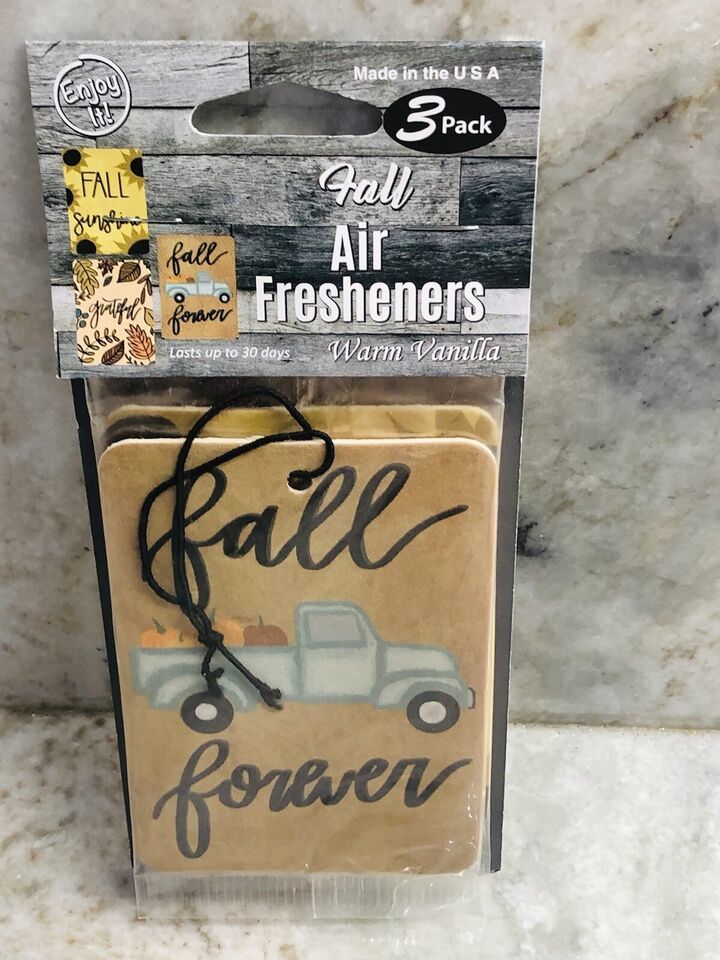 Enjoy
It!
Made in the U S A
3 Pack
FALL
sunshine
grateful
fall
forever
Fall
Air
Fresheners
Lasts up to 30 days
Warm Vanilla
fall
forever